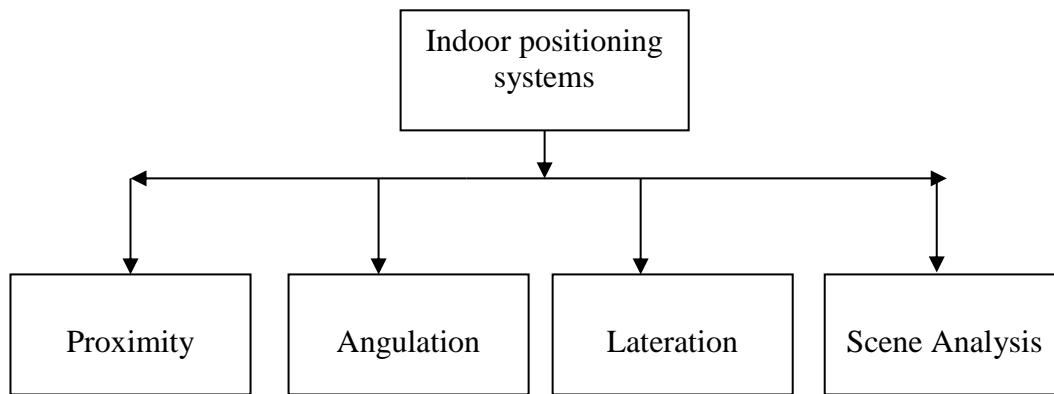 Indoor positioning
systems
Proximity
Angulation
Lateration
Scene Analysis